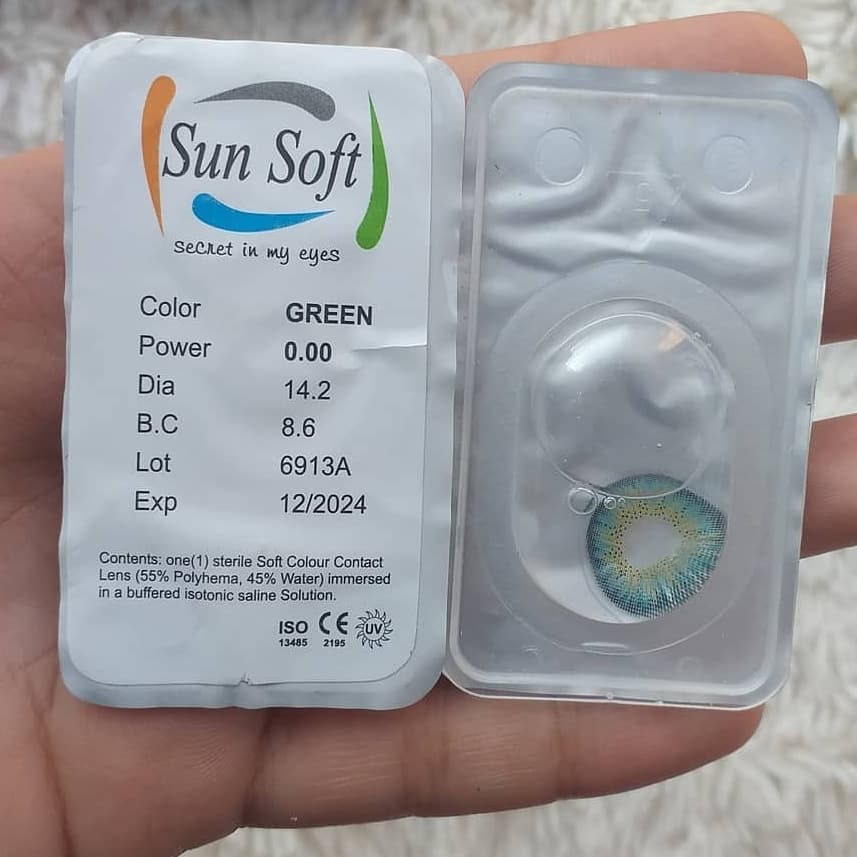 Sun Soft
secret in my eyes
Color GREEN
Power 0.00
Dia 14.2
B.C 8.6
Lot 6913A
Exp 12/2024
Contents: one(1) sterile Soft Colour Contact
Lens (55% Polyhema, 45% Water) immersed
in a buffered isotonic saline Solution.
ISO CE UV
13485 2195